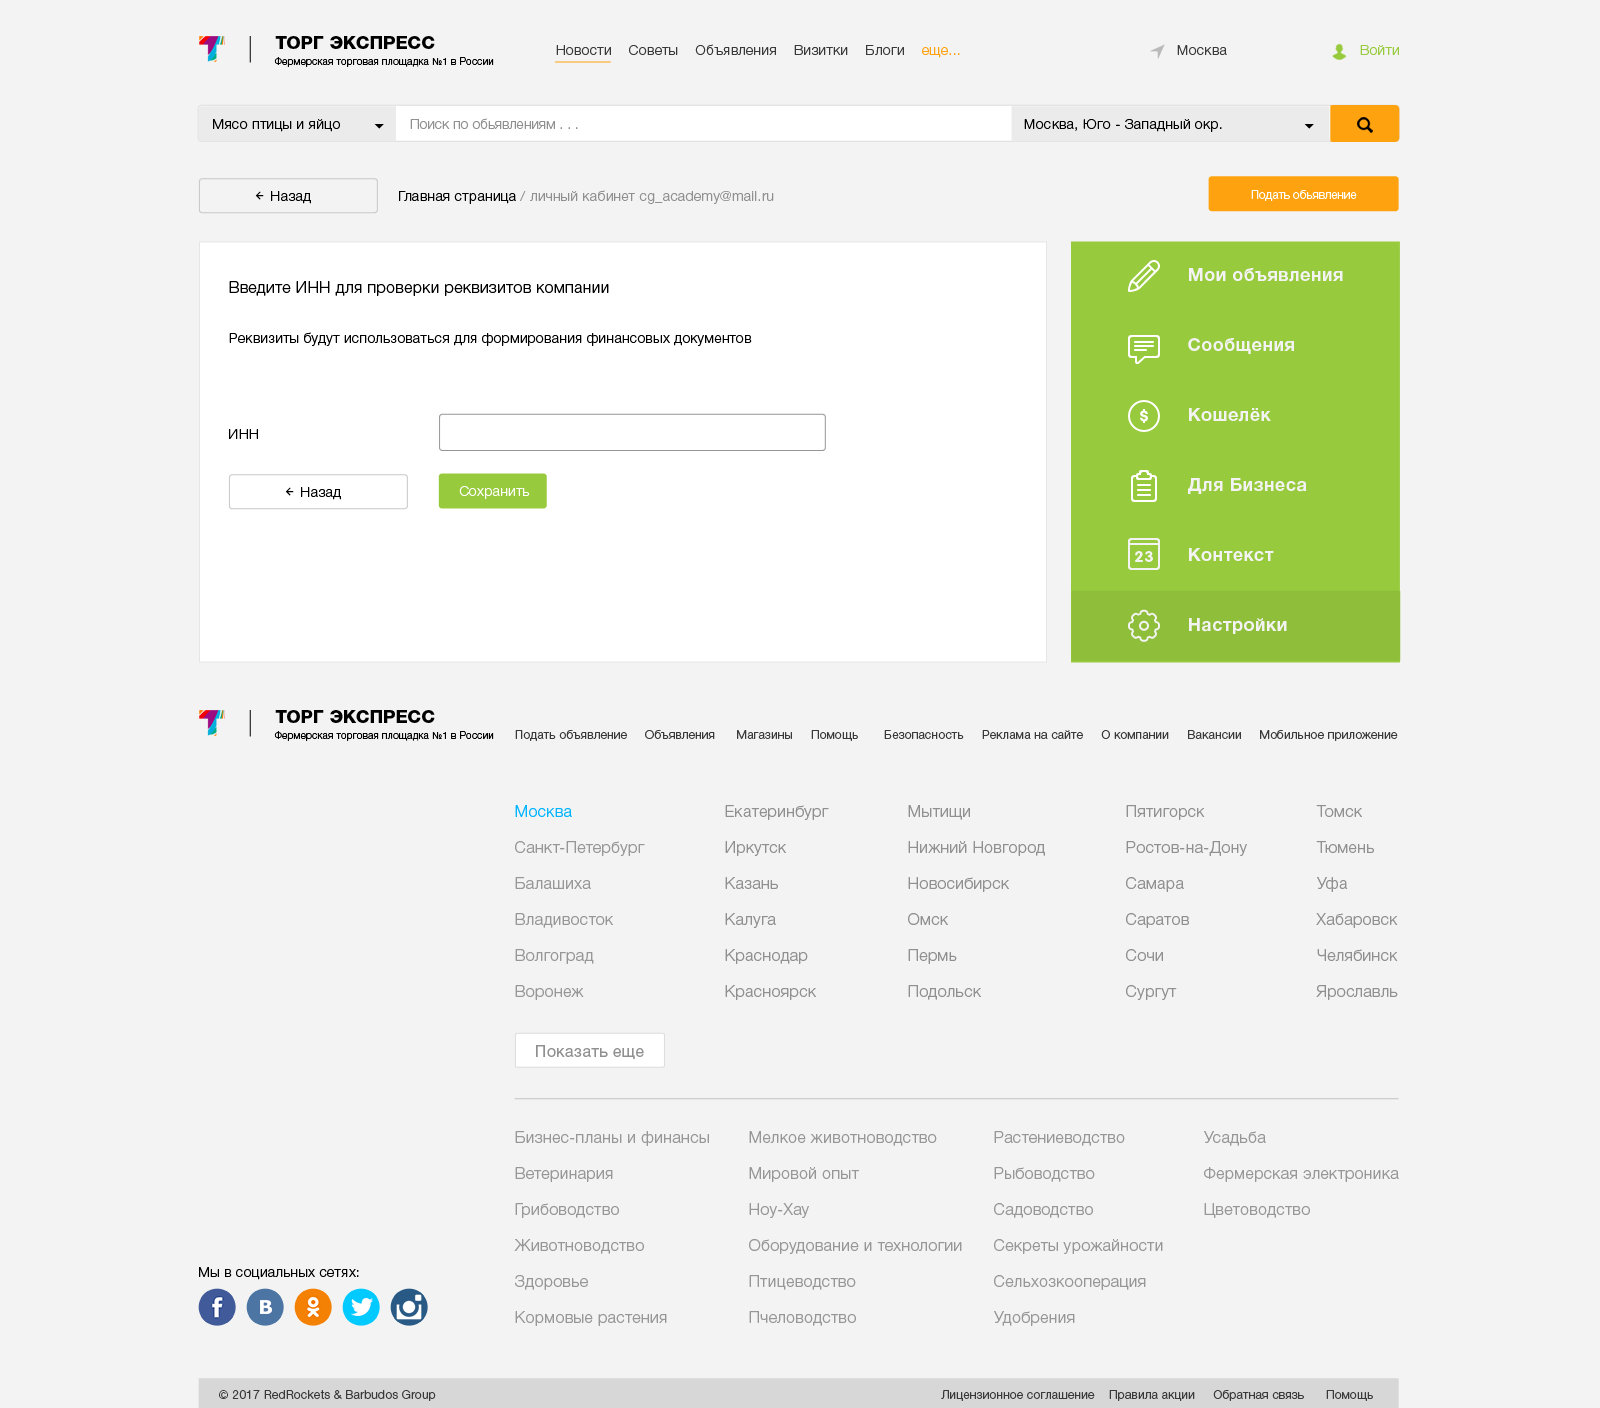 ТОРГ ЭКСПРЕСС
Фермерская торговая площадка №1 в России
Новости Советы Объявления Визитки Блоги еще...
Москва
Войти
Мясо птицы и яйцо
Поиск по обьявлениям . . .
Москва, Юго - Западный окр.
Назад
Главная страница / личный кабинет cg_academy@mail.ru
Подать обьявление
Введите ИНН для проверки реквизитов компании
Реквизиты будут использоваться для формирования финансовых документов
ИНН
Назад
Сохранить
Мои объявления
Сообщения
$ Кошелёк
Для Бизнеса
23 Контекст
Настройки
ТОРГ ЭКСПРЕСС
Фермерская торговая площадка №1 в России
Подать объявление Объявления Магазины Помощь Безопасность Реклама на сайте О компании Вакансии Мобильное приложение
Москва Екатеринбург Мытищи Пятигорск Томск
Санкт-Петербург Иркутск Нижний Новгород Ростов-на-Дону Тюмень
Балашиха Казань Новосибирск Самара Уфа
Владивосток Калуга Омск Саратов Хабаровск
Волгоград Краснодар Пермь Сочи Челябинск
Воронеж Красноярск Подольск Сургут Ярославль
Показать еще
Бизнес-планы и финансы Мелкое животноводство Растениеводство Усадьба
Ветеринария Мировой опыт Рыбоводство Фермерская электроника
Грибоводство Ноу-Хау Садоводство Цветоводство
Животноводство Оборудование и технологии Секреты урожайности
Здоровье Птицеводство Сельхозкооперация
Кормовые растения Пчеловодство Удобрения
Мы в социальных сетях:
© 2017 RedRockets & Barbudos Group
Лицензионное соглашение Правила акции Обратная связь Помощь